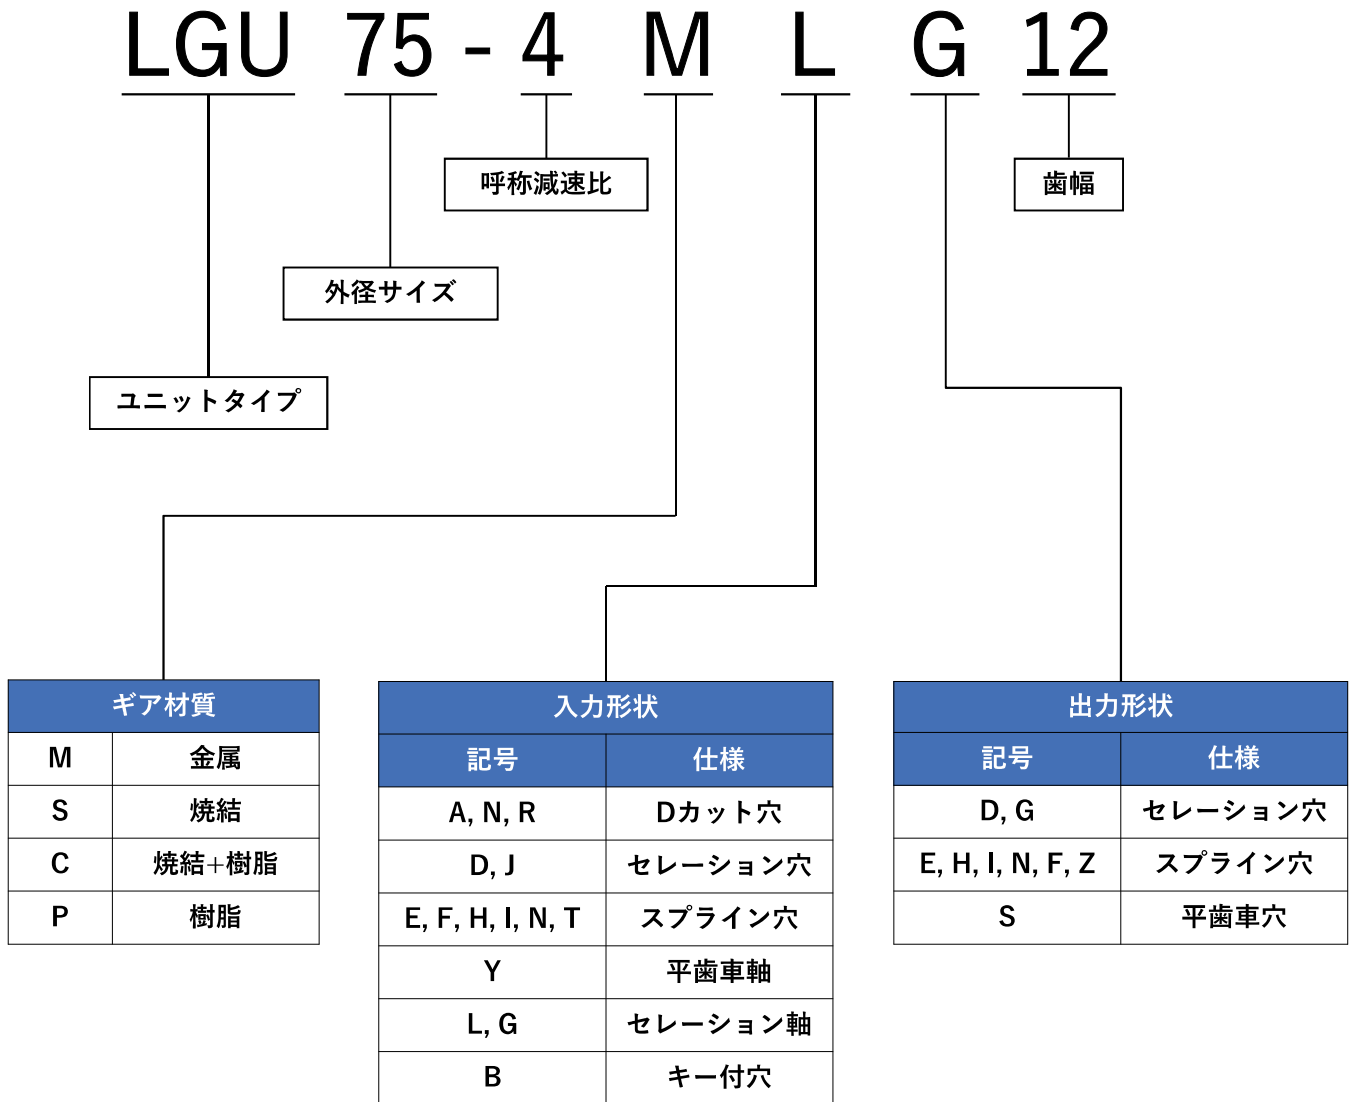 LGU 75 - 4 M L G 12
呼称減速比
歯幅
外径サイズ
ユニットタイプ
ギア材質
M 金属
S 焼結
C 焼結+樹脂
P 樹脂
入力形状
記号 仕様
A, N, R Dカット穴
D, J セレーション穴
E, F, H, I, N, T スプライン穴
Y 平歯車軸
L, G セレーション軸
B キー付穴
出力形状
記号 仕様
D, G セレーション穴
E, H, I, N, F, Z スプライン穴
S 平歯車穴